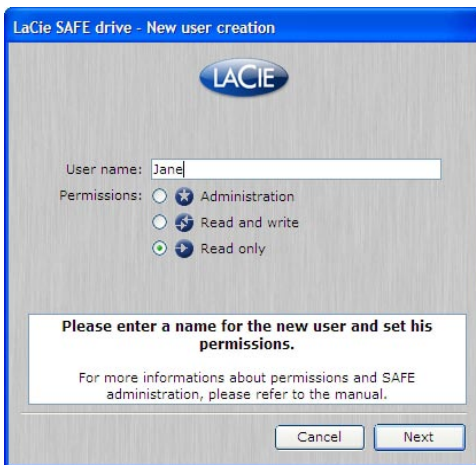 LaCie SAFE drive - New user creation
LACIE
User name: Jane
Permissions: Administration
Read and write
Read only
Please enter a name for the new user and set his
permissions.
For more informations about permissions and SAFE
administration, please refer to the manual.
Cancel Next